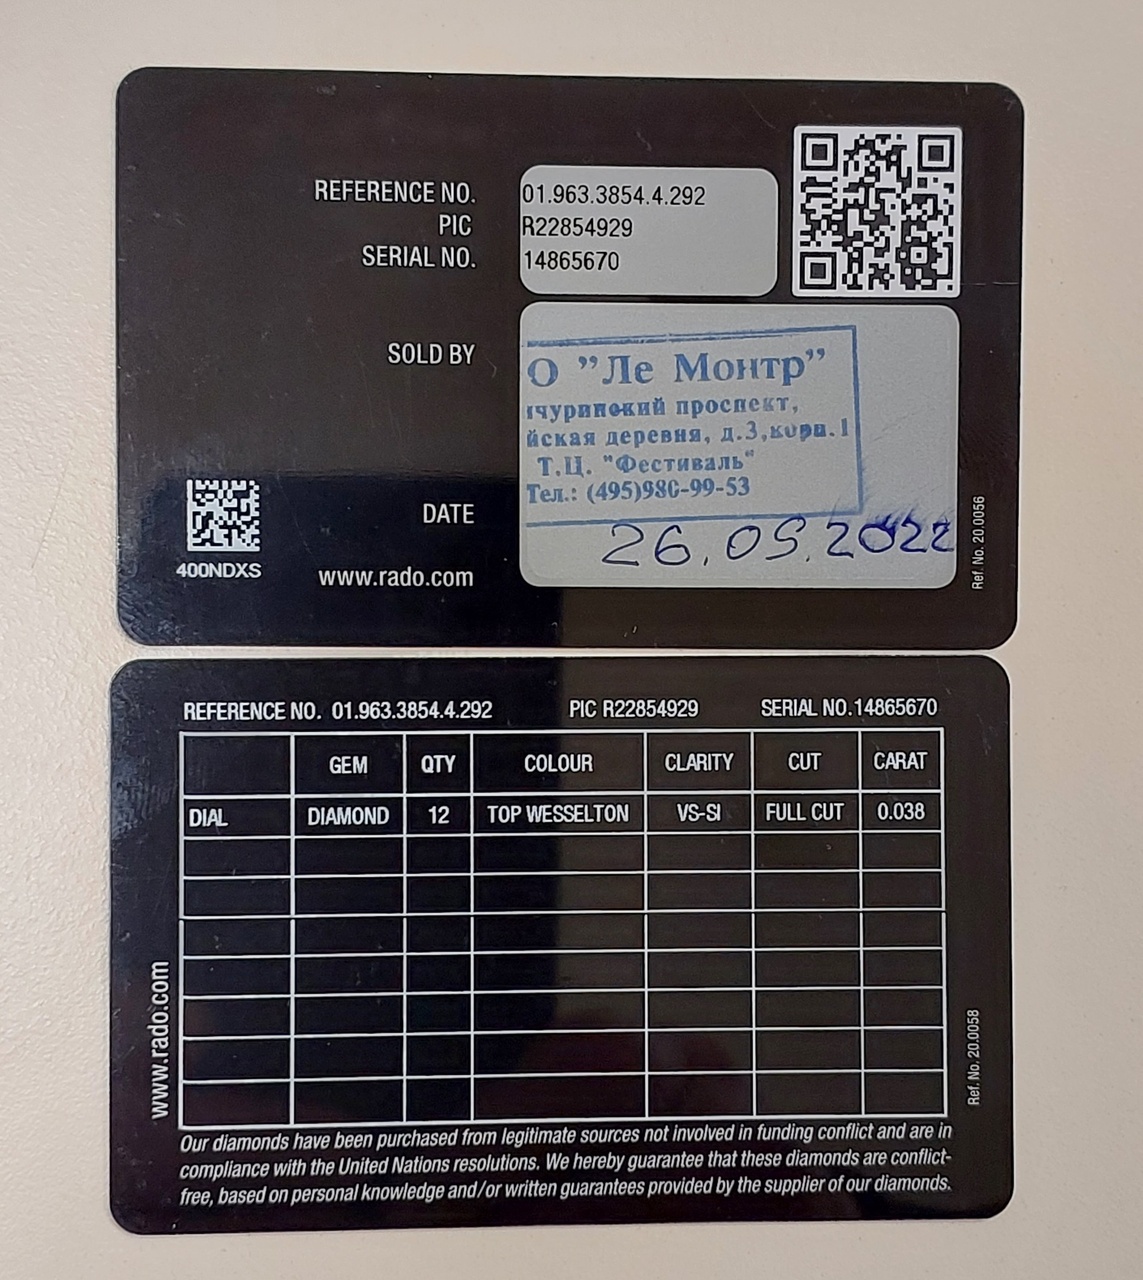 REFERENCE NO. 01.963.3854.4.292
PIC R22854929
SERIAL NO. 14865670
SOLD BY
О "Ле Монтр"
ичуринский проспект,
йская деревня, д.3,корп.1
Т.Ц. "Фестиваль"
Тел.: (495)980-99-53
DATE 26.05.2022
400NDXS
www.rado.com
Ref. No. 20.0056
REFERENCE NO. 01.963.3854.4.292 PIC R22854929 SERIAL NO.14865670
GEM QTY COLOUR CLARITY CUT CARAT
DIAL DIAMOND 12 TOP WESSELTON VS-SI FULL CUT 0.038
www.rado.com
Ref. No. 20.0058
Our diamonds have been purchased from legitimate sources not involved in funding conflict and are in
compliance with the United Nations resolutions. We hereby guarantee that these diamonds are conflict-
free, based on personal knowledge and/or written guarantees provided by the supplier of our diamonds.